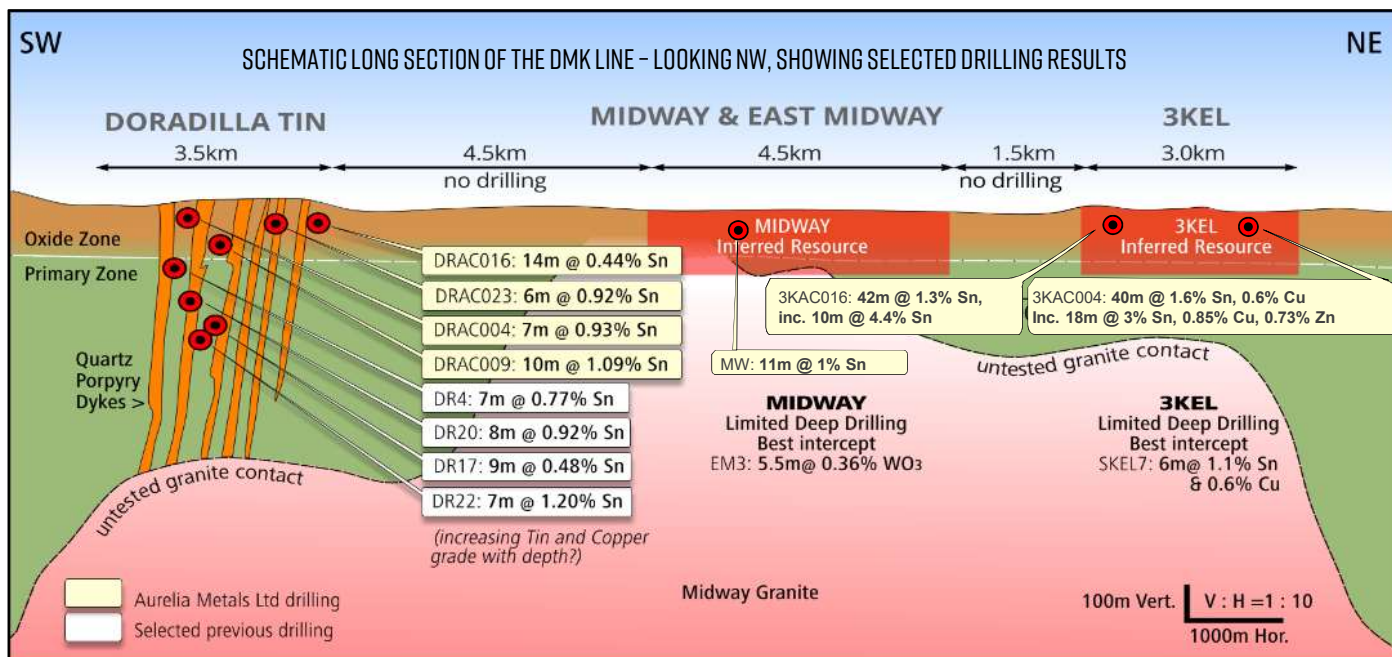 SW
NE
SCHEMATIC LONG SECTION OF THE DMK LINE – LOOKING NW, SHOWING SELECTED DRILLING RESULTS
DORADILLA TIN
MIDWAY & EAST MIDWAY
3KEL
3.5km
4.5km
4.5km
1.5km
3.0km
no drilling
no drilling
Oxide Zone
Primary Zone
MIDWAY
Inferred Resource
3KEL
Inferred Resource
DRAC016: 14m @ 0.44% Sn
DRAC023: 6m @ 0.92% Sn
DRAC004: 7m @ 0.93% Sn
DRAC009: 10m @ 1.09% Sn
DR4: 7m @ 0.77% Sn
DR20: 8m @ 0.92% Sn
DR17: 9m @ 0.48% Sn
DR22: 7m @ 1.20% Sn
(increasing Tin and Copper
grade with depth?)
3KAC016: 42m @ 1.3% Sn,
inc. 10m @ 4.4% Sn
3KAC004: 40m @ 1.6% Sn, 0.6% Cu
Inc. 18m @ 3% Sn, 0.85% Cu, 0.73% Zn
MW: 11m @ 1% Sn
Quartz
Porpyry
Dykes >
untested granite contact
untested granite contact
MIDWAY
Limited Deep Drilling
Best intercept
EM3: 5.5m@ 0.36% WO3
3KEL
Limited Deep Drilling
Best intercept
SKEL7: 6m@ 1.1% Sn
& 0.6% Cu
Midway Granite
Aurelia Metals Ltd drilling
Selected previous drilling
100m Vert.
V : H =1 : 10
1000m Hor.